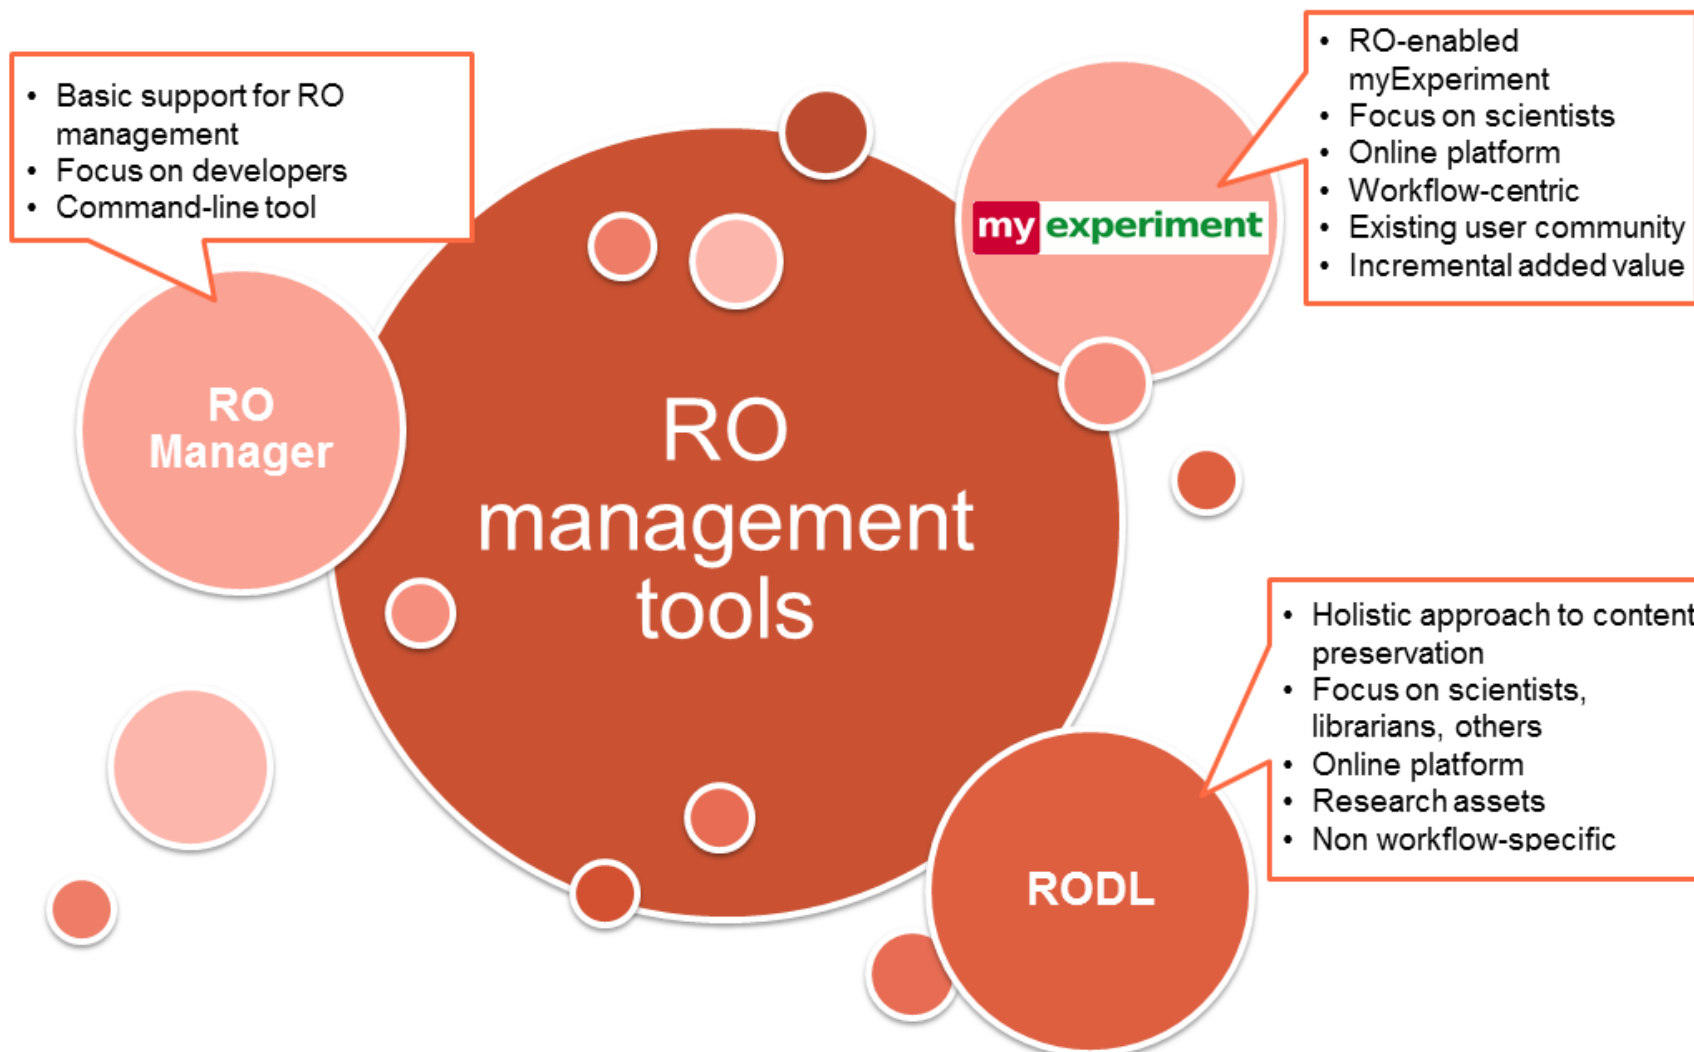 • Basic support for RO
management
• Focus on developers
• Command-line tool
• RO-enabled
myExperiment
• Focus on scientists
• Online platform
• Workflow-centric
• Existing user community
• Incremental added value
my experiment
RO
Manager
RO
management
tools
• Holistic approach to content
preservation
• Focus on scientists,
librarians, others
• Online platform
• Research assets
• Non workflow-specific
RODL